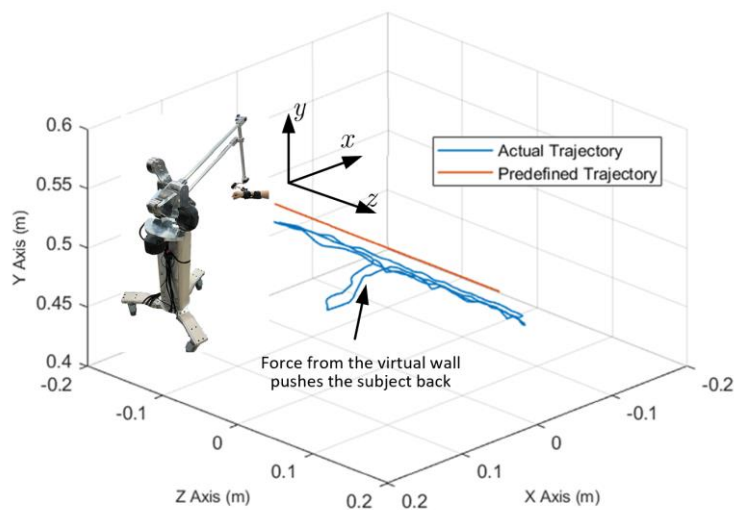 0.6
0.55
0.5
0.45
0.4
Y Axis (m)
y
x
z
Actual Trajectory
Predefined Trajectory
Force from the virtual wall
pushes the subject back
-0.2
-0.1
0
0.1
0.2
Z Axis (m)
0.2
0.1
0
-0.1
-0.2
X Axis (m)